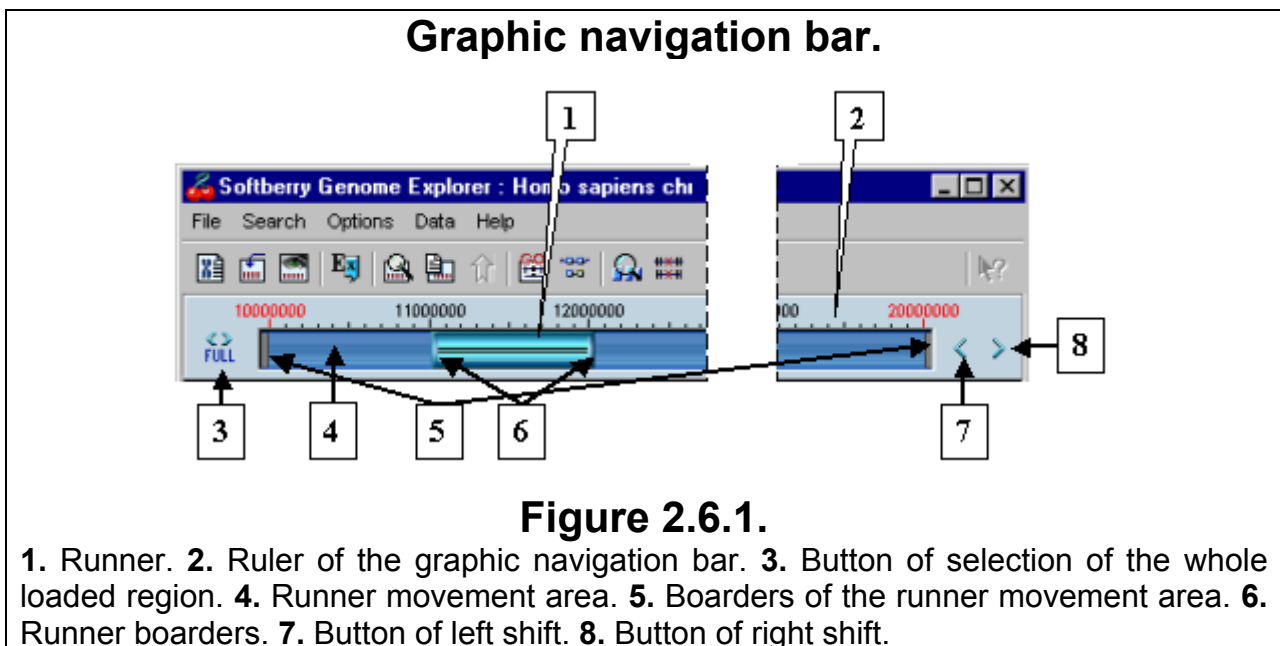 Graphic navigation bar.
1 2
Softberry Genome Explorer : Homo sapiens
File Search Options Data Help
Ex
10000000 11000000 12000000 00 20000000
FULL
8
3 4 5 6 7
Figure 2.6.1.
1. Runner. 2. Ruler of the graphic navigation bar. 3. Button of selection of the whole
loaded region. 4. Runner movement area. 5. Boarders of the runner movement area. 6.
Runner boarders. 7. Button of left shift. 8. Button of right shift.